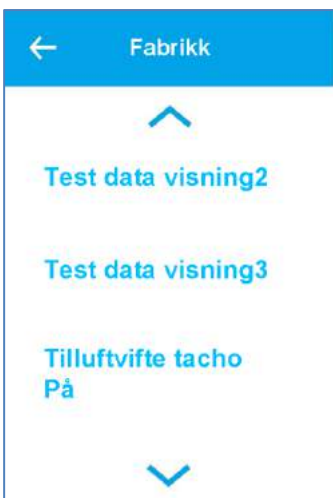 Fabrikk
Test data visning2
Test data visning3
Tilluftvifte tacho
På